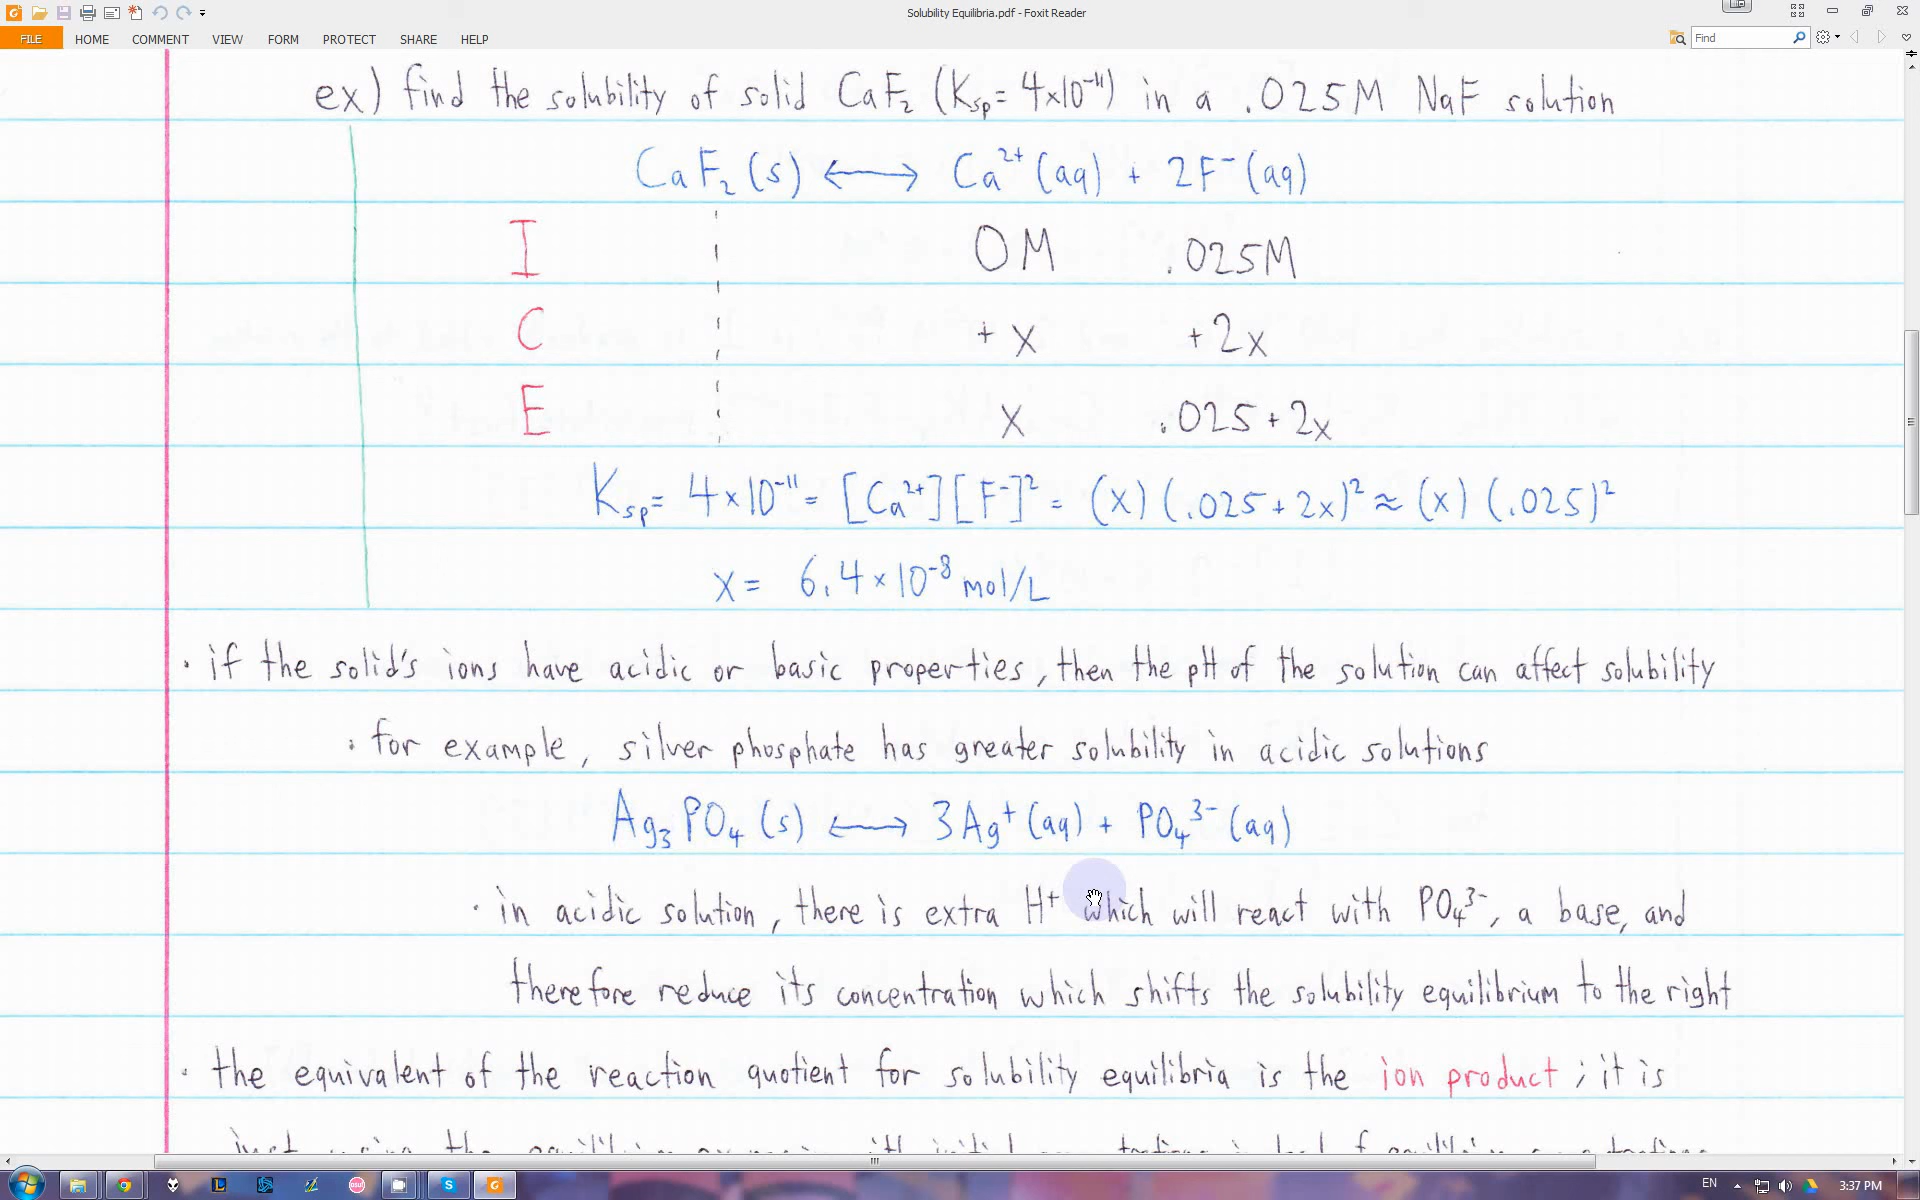 Solubility Equilibria.pdf - Foxit Reader
FILE HOME COMMENT VIEW FORM PROTECT SHARE HELP
Find
ex) find the solubility of solid CaF₂ (Ksp = 4×10⁻¹¹) in a .025M NaF solution
CaF₂(s) ⟷ Ca²⁺(aq) + 2F⁻(aq)
I 0M .025M
C +x +2x
E x .025+2x
Ksp = 4×10⁻¹¹ = [Ca²⁺][F⁻]² = (x)(.025+2x)² ≈ (x)(.025)²
x = 6.4×10⁻⁸ mol/L
· if the solid's ions have acidic or basic properties, then the pH of the solution can affect solubility
· for example, silver phosphate has greater solubility in acidic solutions
Ag₃PO₄(s) ⟷ 3Ag⁺(aq) + PO₄³⁻(aq)
· in acidic solution, there is extra H⁺ which will react with PO₄³⁻, a base, and
therefore reduce its concentration which shifts the solubility equilibrium to the right
· the equivalent of the reaction quotient for solubility equilibria is the ion product; it is
EN 3:37 PM